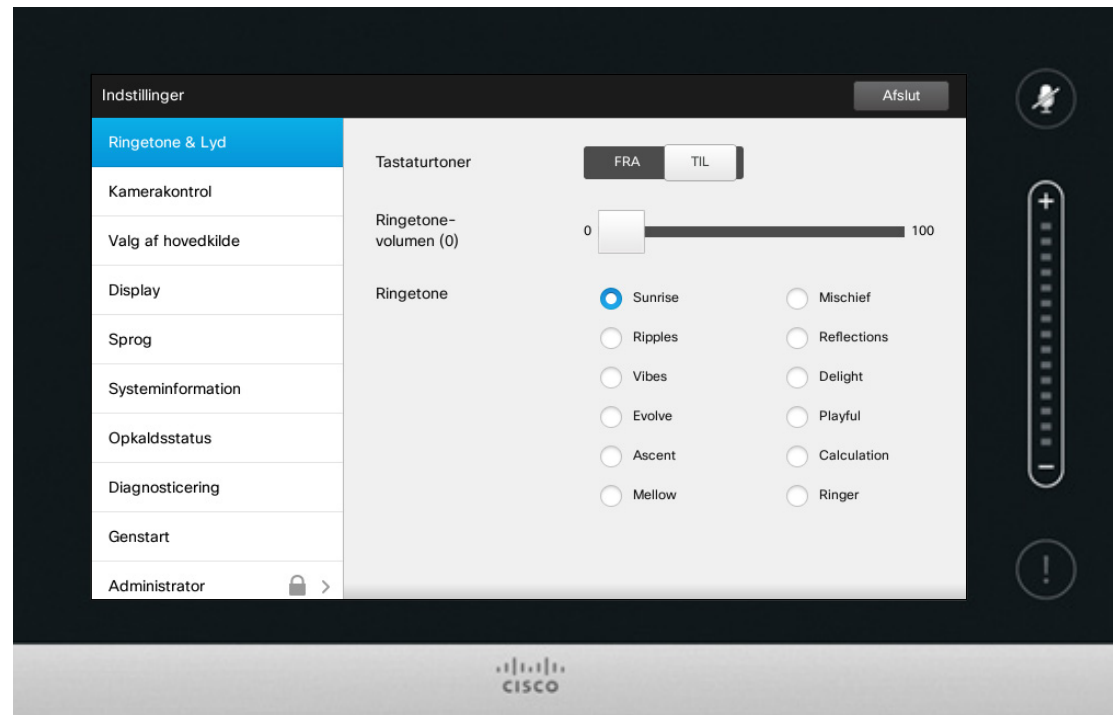 Indstillinger
Afslut
Ringetone & Lyd
Kamerakontrol
Valg af hovedkilde
Display
Sprog
Systeminformation
Opkaldsstatus
Diagnosticering
Genstart
Administrator
Tastaturtoner
FRA TIL
Ringetone-
volumen (0)
0 100
Ringetone
Sunrise Mischief
Ripples Reflections
Vibes Delight
Evolve Playful
Ascent Calculation
Mellow Ringer
+
−
!
CISCO